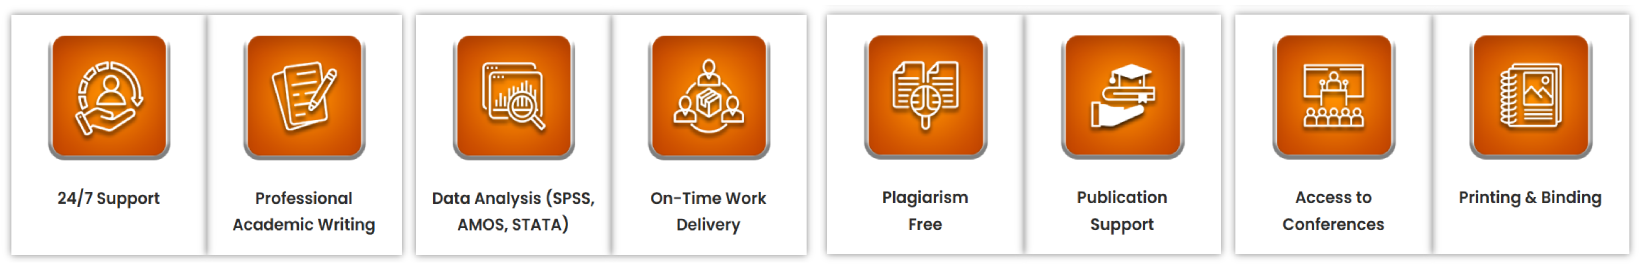 24/7 Support
Professional
Academic Writing
Data Analysis (SPSS,
AMOS, STATA)
On-Time Work
Delivery
Plagiarism
Free
Publication
Support
Access to
Conferences
Printing & Binding